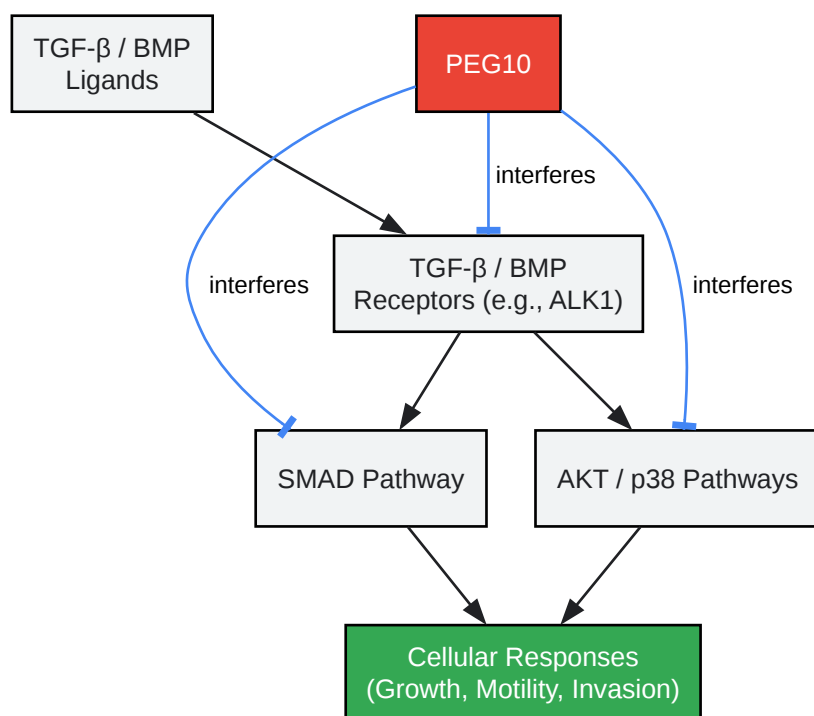 TGF-β / BMP
Ligands
PEG10
interferes
TGF-β / BMP
Receptors (e.g., ALK1)
interferes
interferes
SMAD Pathway
AKT / p38 Pathways
Cellular Responses
(Growth, Motility, Invasion)